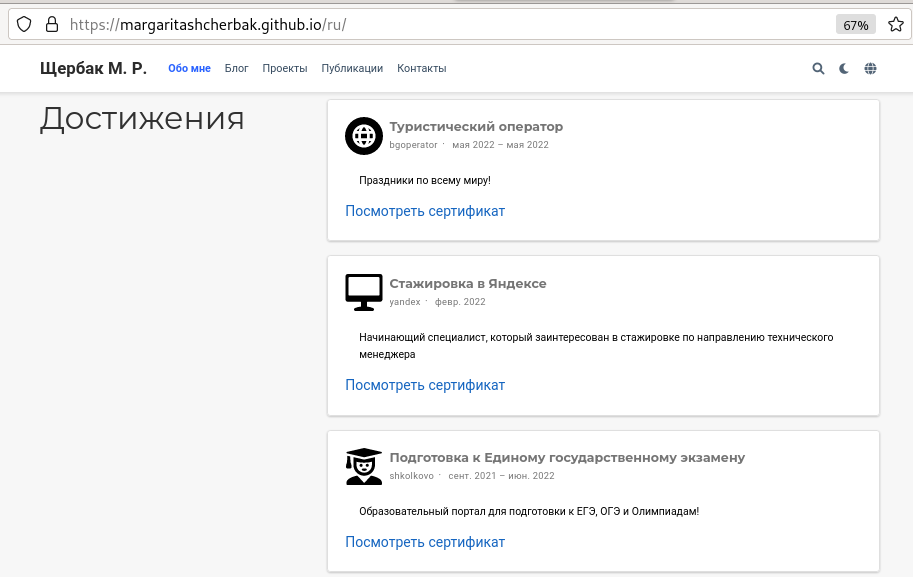 https://margaritashcherbak.github.io/ru/
67%
Щербак М. Р.
Обо мне
Блог
Проекты
Публикации
Контакты
Достижения
Туристический оператор
bgoperator · мая 2022 – мая 2022
Праздники по всему миру!
Посмотреть сертификат
Стажировка в Яндексе
yandex · февр. 2022
Начинающий специалист, который заинтересован в стажировке по направлению технического
менеджера
Посмотреть сертификат
Подготовка к Единому государственному экзамену
shkolkovo · сент. 2021 – июн. 2022
Образовательный портал для подготовки к ЕГЭ, ОГЭ и Олимпиадам!
Посмотреть сертификат